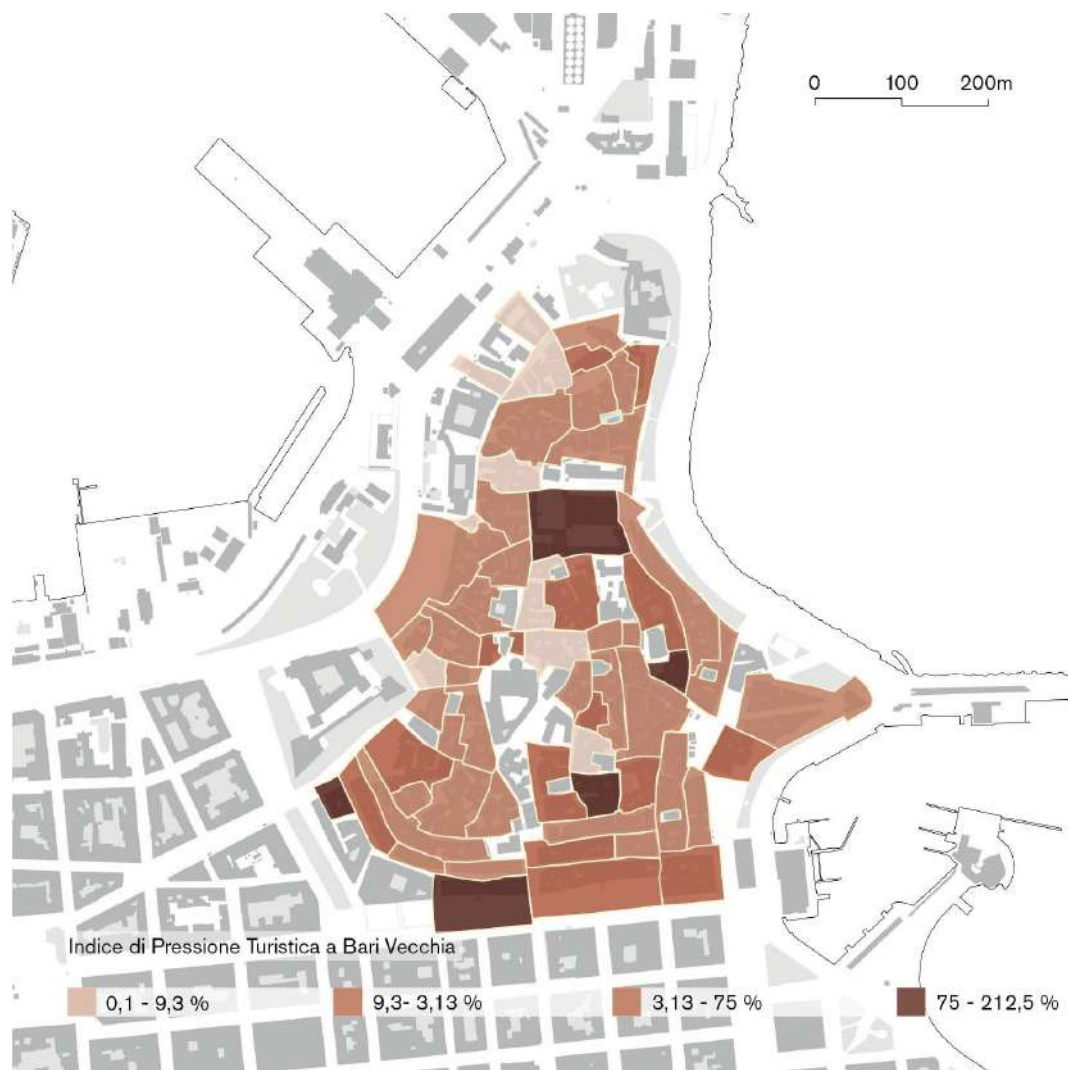 0 100 200m
Indice di Pressione Turistica a Bari Vecchia
0,1 - 9,3 % 9,3- 3,13 % 3,13 - 75 % 75 - 212,5 %